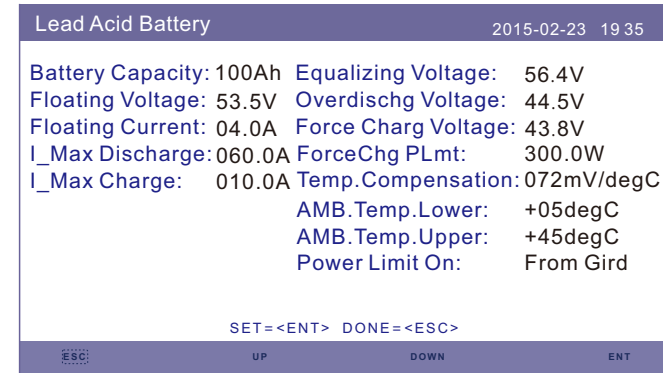 Lead Acid Battery 2015-02-23 19 35
Battery Capacity: 100Ah Equalizing Voltage: 56.4V
Floating Voltage: 53.5V Overdischg Voltage: 44.5V
Floating Current: 04.0A Force Charg Voltage: 43.8V
I_Max Discharge: 060.0A ForceChg PLmt: 300.0W
I_Max Charge: 010.0A Temp.Compensation: 072mV/degC
AMB.Temp.Lower: +05degC
AMB.Temp.Upper: +45degC
Power Limit On: From Gird
SET=<ENT> DONE=<ESC>
ESC UP DOWN ENT